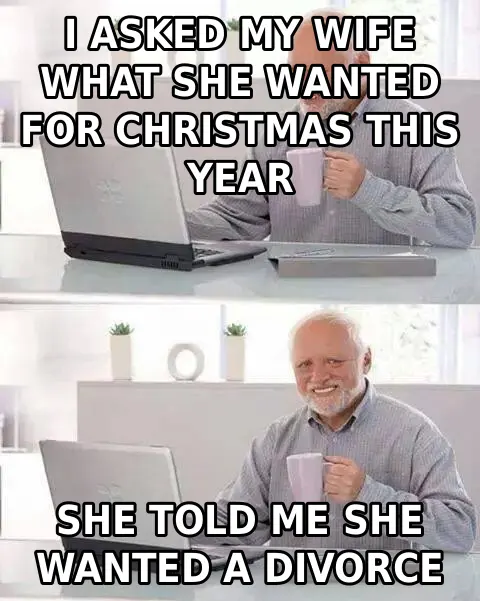 I ASKED MY WIFE
WHAT SHE WANTED
FOR CHRISTMAS THIS
YEAR
SHE TOLD ME SHE
WANTED A DIVORCE